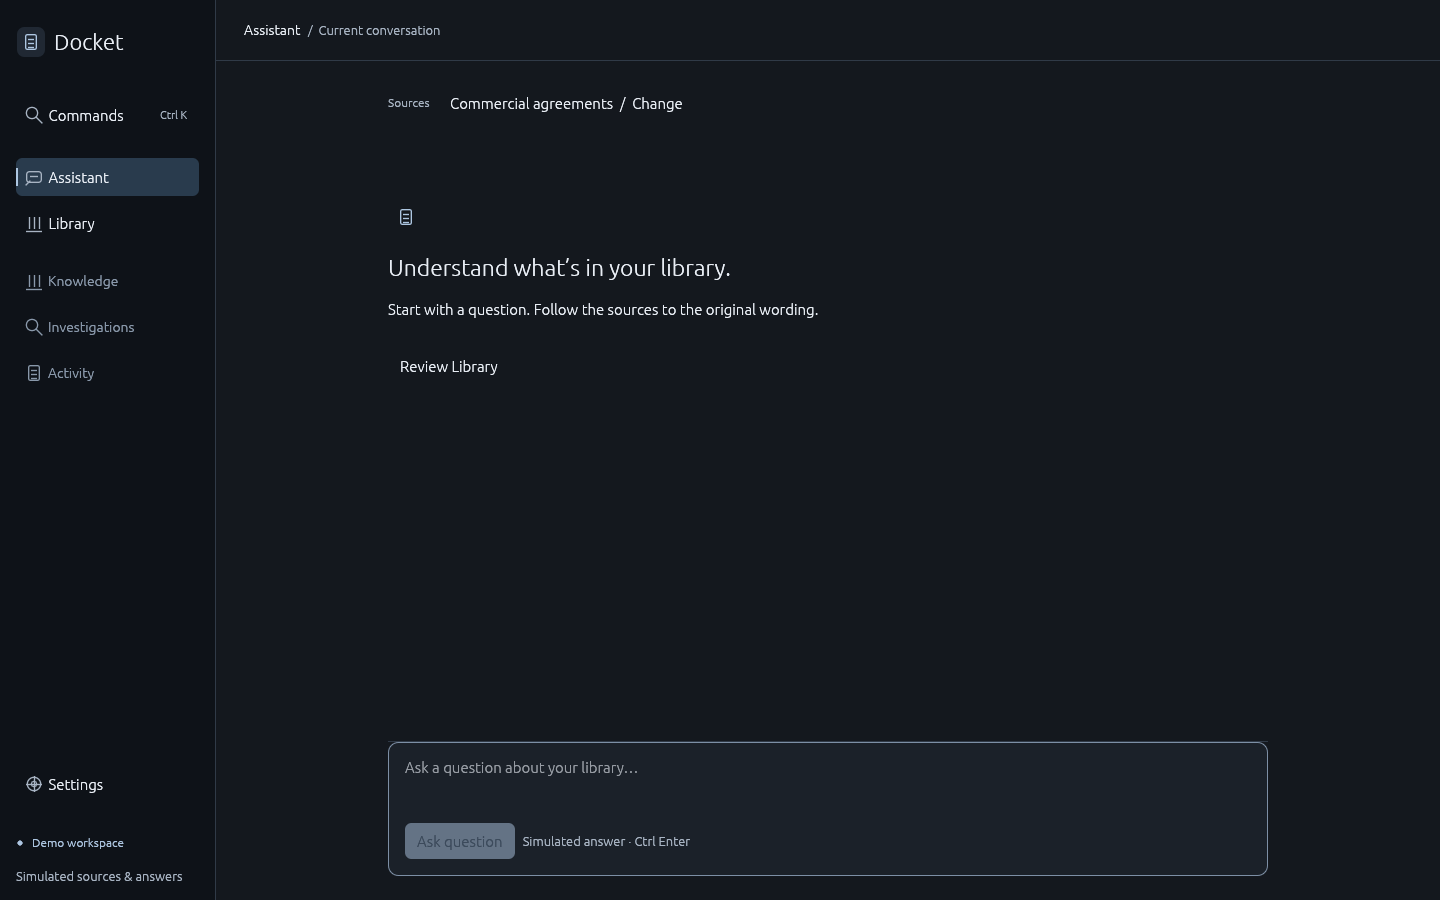 Docket
Commands Ctrl K
Assistant
Library
Knowledge
Investigations
Activity
Settings
Demo workspace
Simulated sources & answers
Assistant / Current conversation
Sources Commercial agreements / Change
Understand what’s in your library.
Start with a question. Follow the sources to the original wording.
Review Library
Ask a question about your library…
Ask question Simulated answer · Ctrl Enter